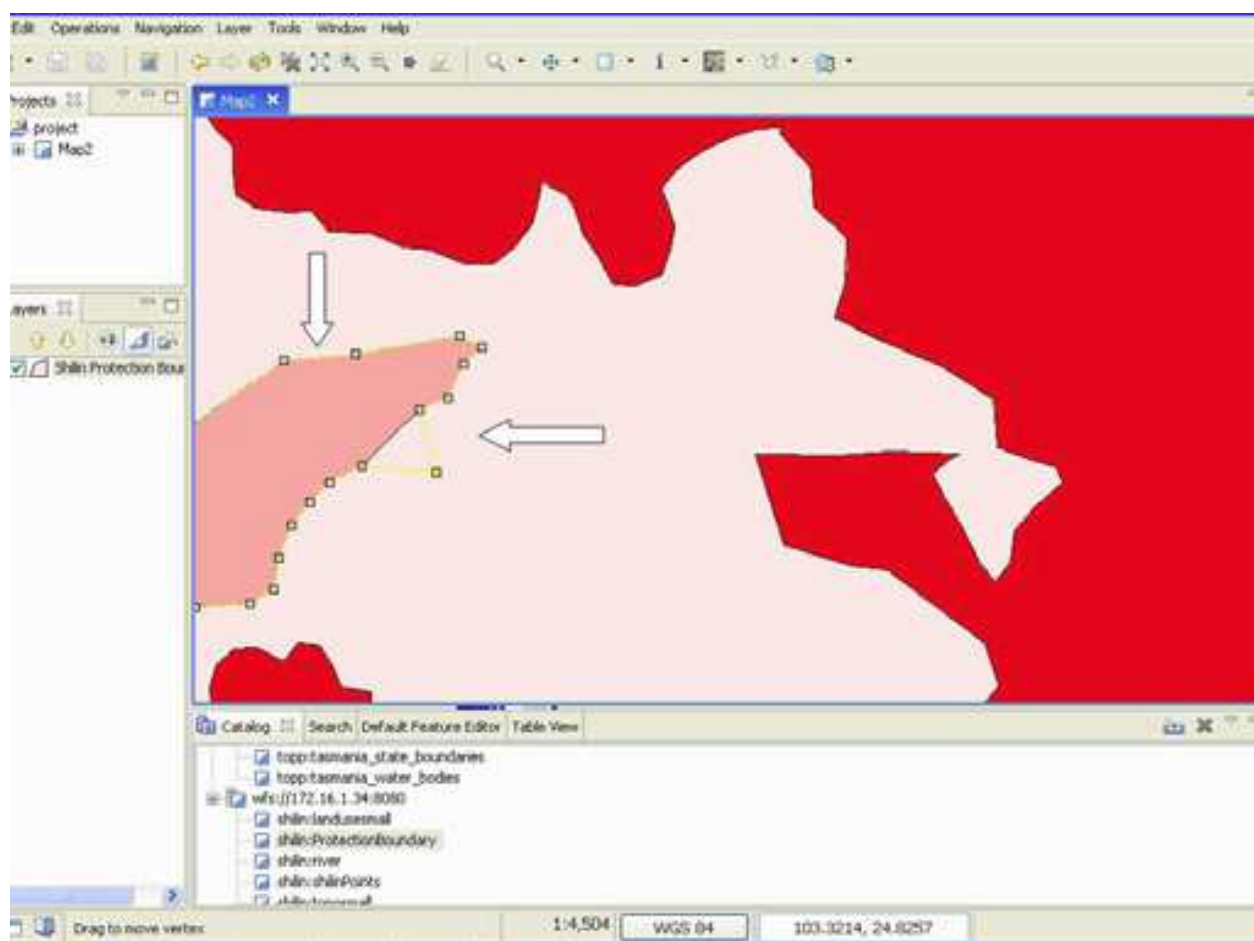 Edit Operations Navigation Layer Tools Window Help
Projects
Map2
project
Map2
Layers
Shilin Protection Bou
Catalog Search Default Feature Editor Table View
topp:tasmania_state_boundaries
topp:tasmania_water_bodies
wfs://172.16.1.34:8080
shilin:landusesmall
shilin:ProtectionBoundary
shilin:river
shilin:shilinPoints
Drag to move vertex
1:4,504
WGS 84
103.3214, 24.8257